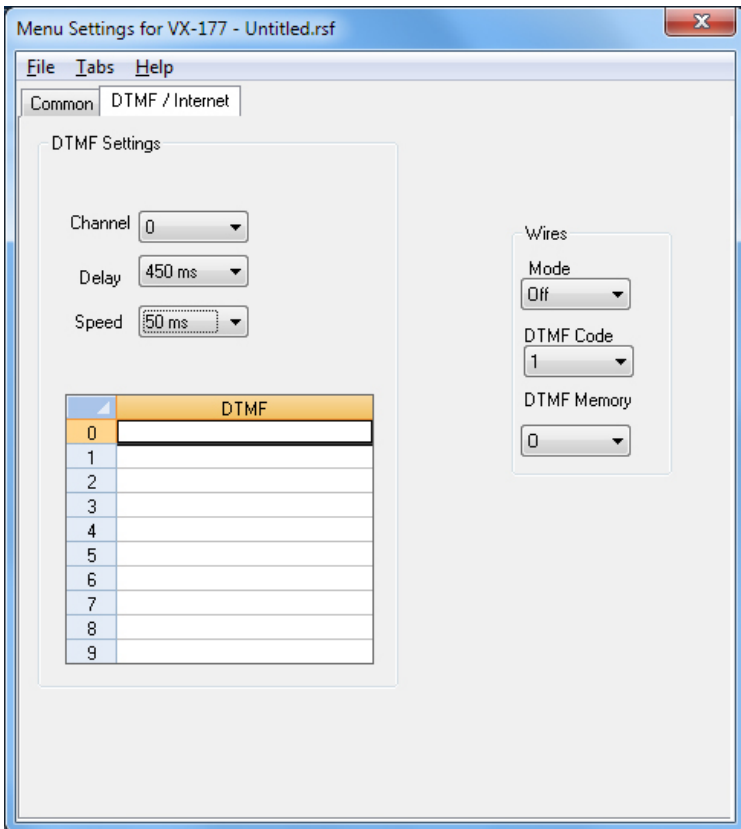 Menu Settings for VX-177 - Untitled.rsf
File Tabs Help
Common DTMF / Internet
DTMF Settings
Channel 0
Delay 450 ms
Speed 50 ms
DTMF
0
1
2
3
4
5
6
7
8
9
Wires
Mode
Off
DTMF Code
1
DTMF Memory
0